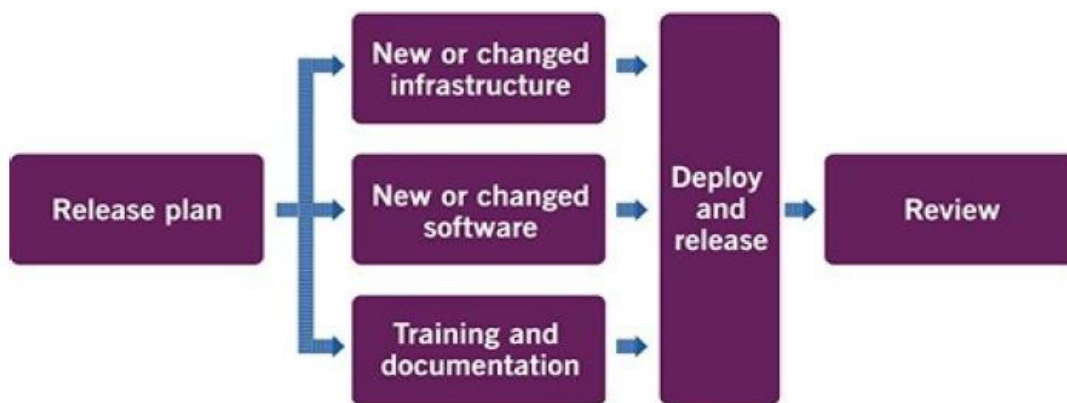 Release plan
New or changed
infrastructure
New or changed
software
Training and
documentation
Deploy
and
release
Review